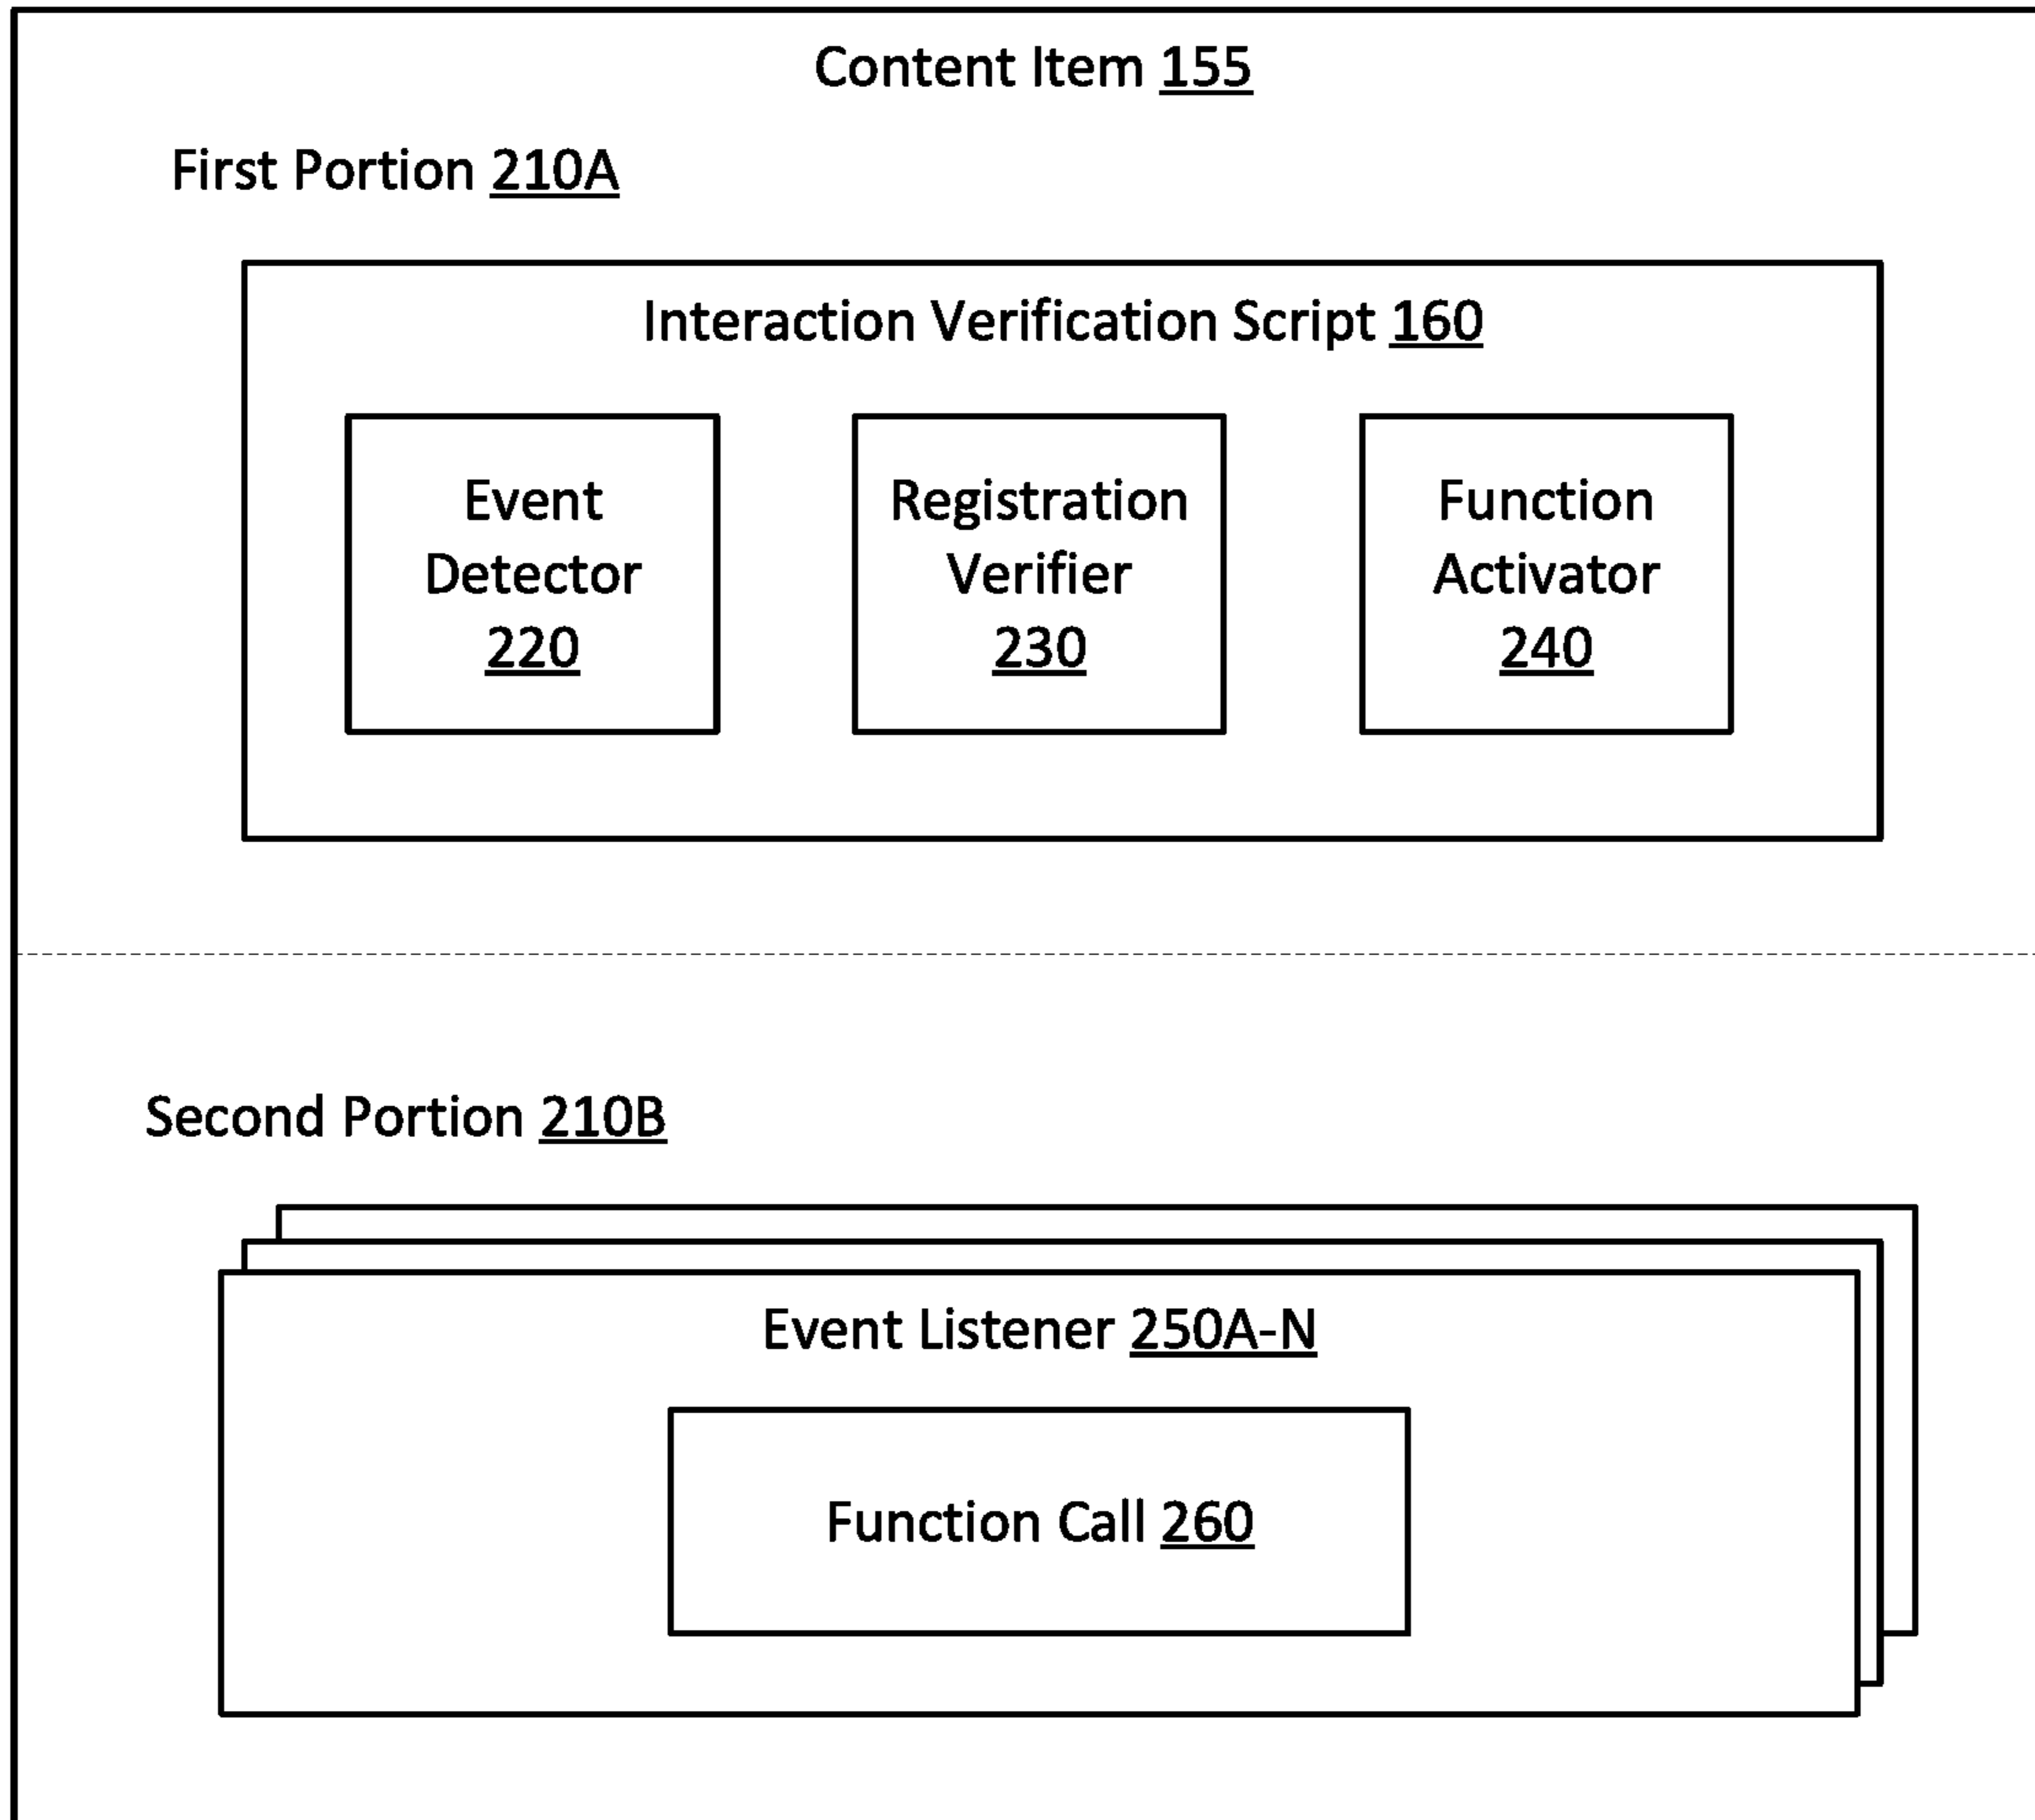 Content Item 155
First Portion 210A
Interaction Verification Script 160
Event
Detector
220
Registration
Verifier
230
Function
Activator
240
Second Portion 210B
Event Listener 250A-N
Function Call 260